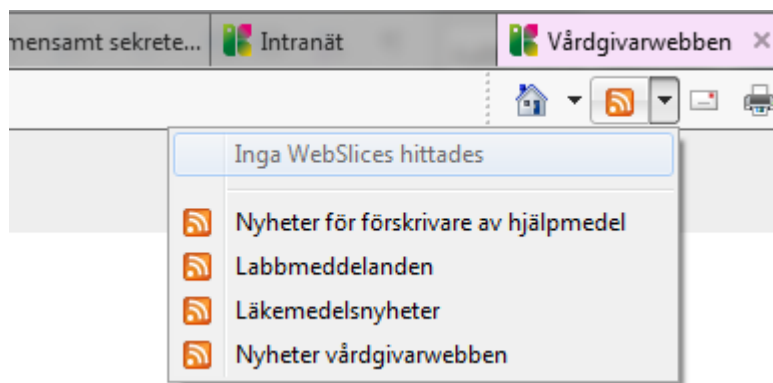 mensamt sekrete...
Intranät
Vårdgivarwebben
Inga WebSlices hittades
Nyheter för förskrivare av hjälpmedel
Labbmeddelanden
Läkemedelsnyheter
Nyheter vårdgivarwebben